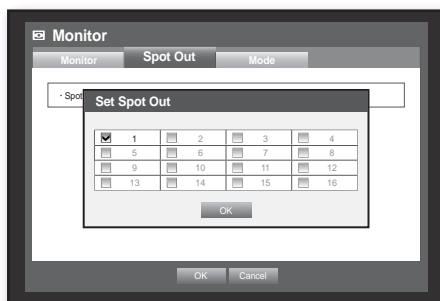 Monitor
Monitor Spot Out Mode
· Spot
Set Spot Out
1 2 3 4
5 6 7 8
9 10 11 12
13 14 15 16
OK
OK Cancel